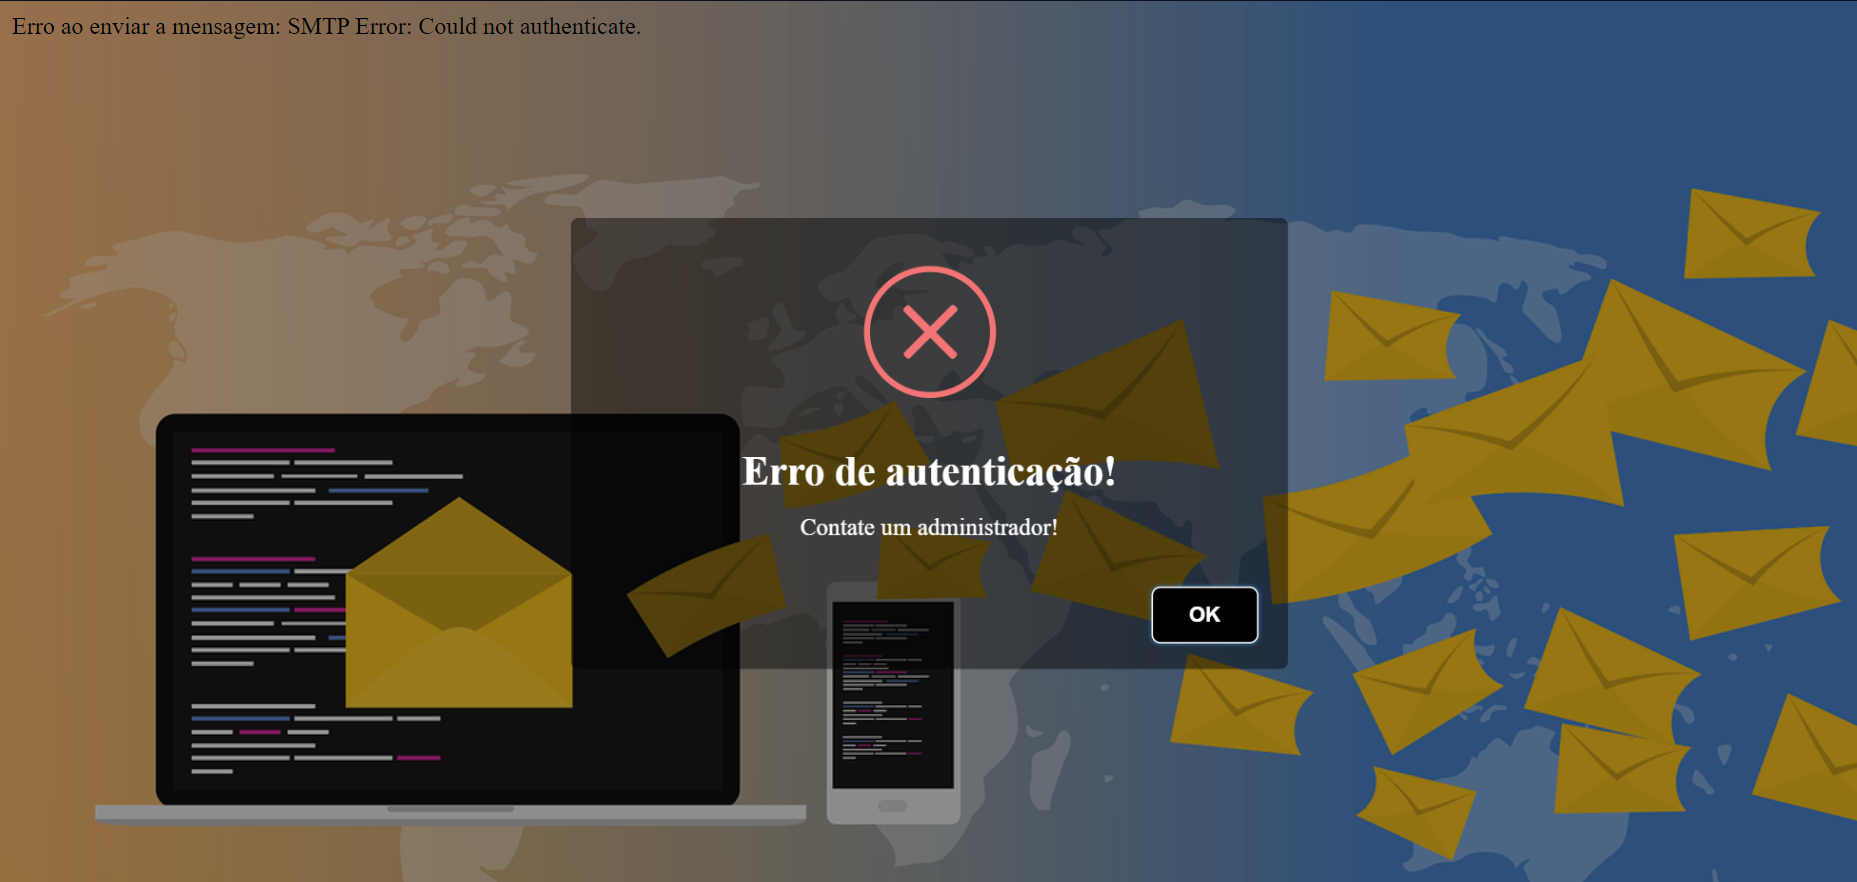 Erro ao enviar a mensagem: SMTP Error: Could not authenticate.
Erro de autenticação!
Contate um administrador!
OK